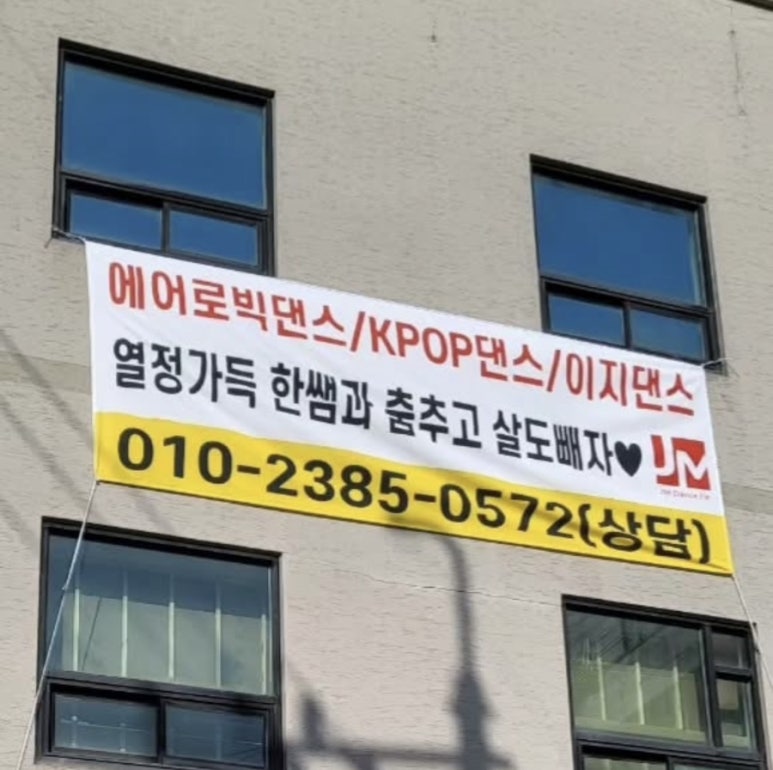 에어로빅댄스/KPOP댄스/이지댄스
열정가득 한쌤과 춤추고 살도빼자♥
JM
010-2385-0572(상담)